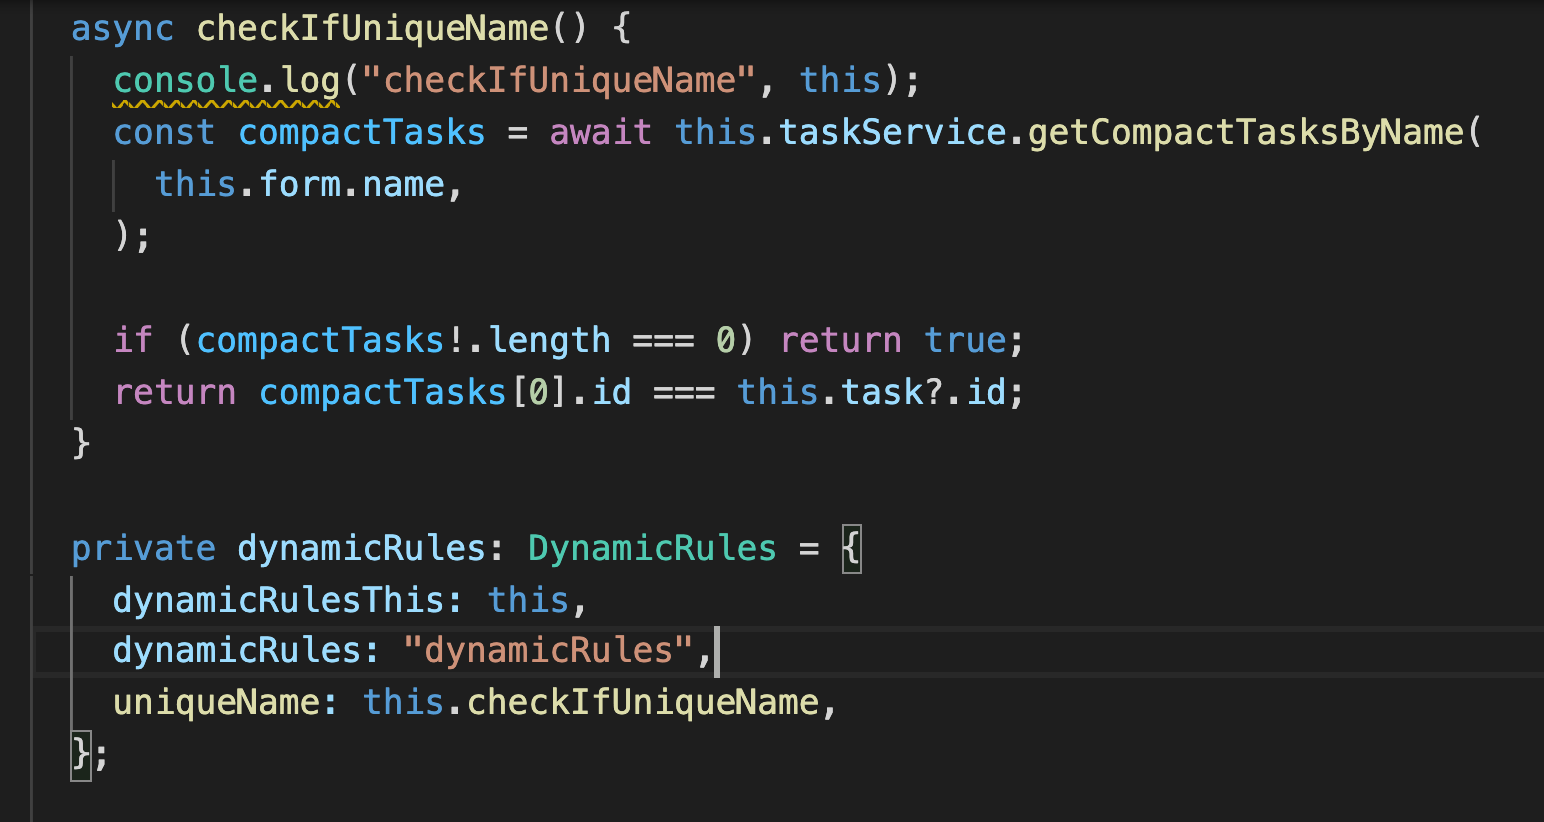 async checkIfUniqueName() {
console.log("checkIfUniqueName", this);
const compactTasks = await this.taskService.getCompactTasksByName(
this.form.name,
);
if (compactTasks!.length === 0) return true;
return compactTasks[0].id === this.task?.id;
}
private dynamicRules: DynamicRules = {
dynamicRulesThis: this,
dynamicRules: "dynamicRules",
uniqueName: this.checkIfUniqueName,
};